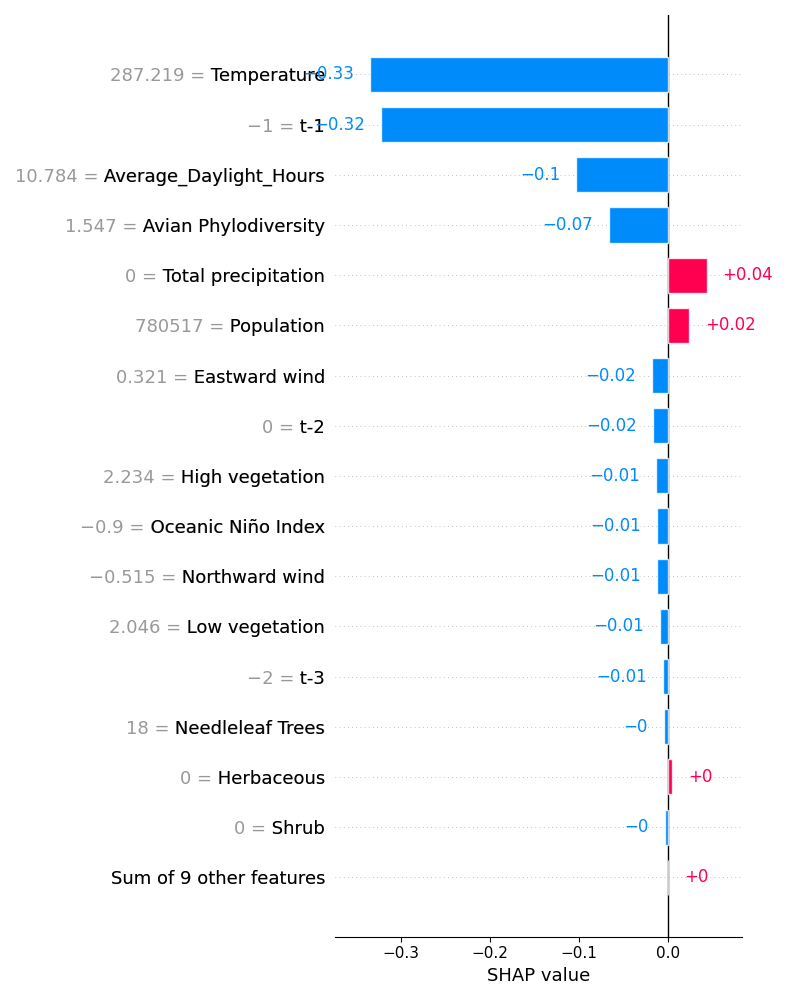 287.219 = Temperature −0.33
−1 = t-1 −0.32
10.784 = Average_Daylight_Hours −0.1
1.547 = Avian Phylodiversity −0.07
0 = Total precipitation +0.04
780517 = Population +0.02
0.321 = Eastward wind −0.02
0 = t-2 −0.02
2.234 = High vegetation −0.01
−0.9 = Oceanic Niño Index −0.01
−0.515 = Northward wind −0.01
2.046 = Low vegetation −0.01
−2 = t-3 −0.01
18 = Needleleaf Trees −0
0 = Herbaceous +0
0 = Shrub −0
Sum of 9 other features +0
−0.3 −0.2 −0.1 0.0
SHAP value